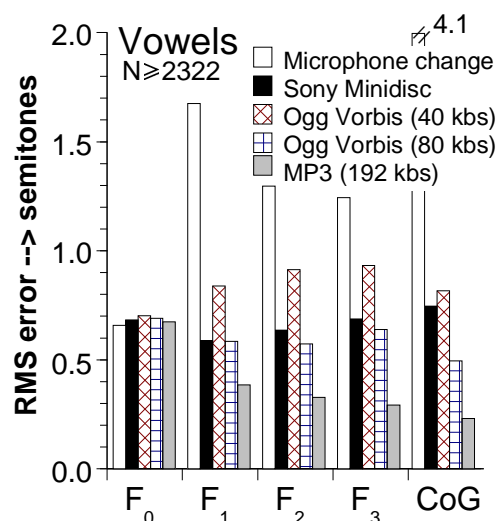 4.1
2.0
Vowels
N≥2322
Microphone change
Sony Minidisc
Ogg Vorbis (40 kbs)
Ogg Vorbis (80 kbs)
MP3 (192 kbs)
1.5
1.0
0.5
0.0
RMS error --> semitones
F₀ F₁ F₂ F₃ CoG